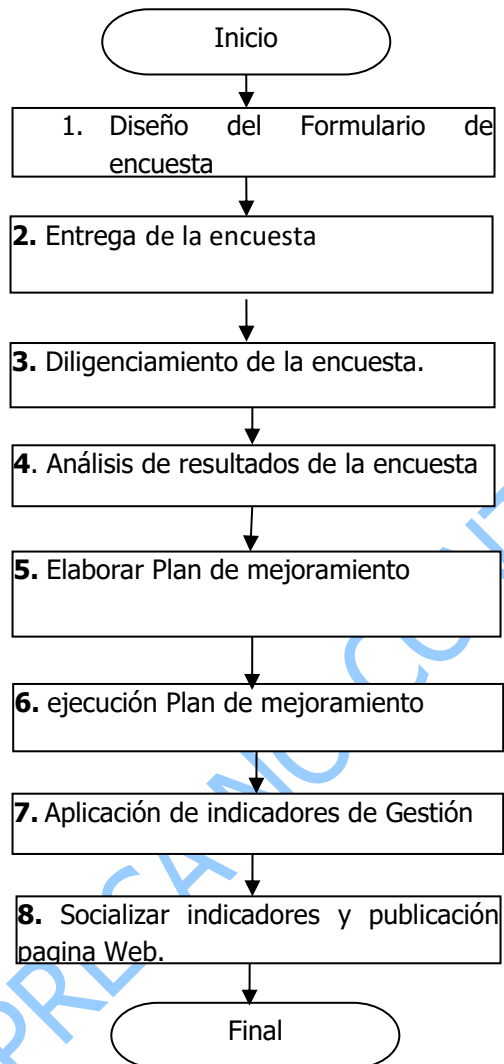 Inicio
1. Diseño del Formulario de
encuesta
2. Entrega de la encuesta
3. Diligenciamiento de la encuesta.
4. Análisis de resultados de la encuesta
5. Elaborar Plan de mejoramiento
6. ejecución Plan de mejoramiento
7. Aplicación de indicadores de Gestión
8. Socializar indicadores y publicación
pagina Web.
Final